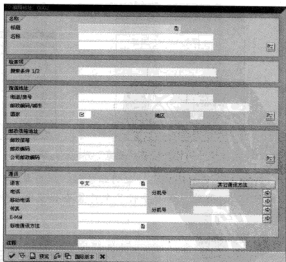 名称
标题
名称
检索项
搜索条件 1/2
街道地址
街道/房号
邮政编码/城市
国家
地区
邮政信箱地址
邮政信箱
邮政编码
公司邮政编码
通讯
语言 中文 其它通讯方法
电话 分机号
移动电话
传真 分机号
E-Mail
标准通讯方法
注释
预览 国际版本